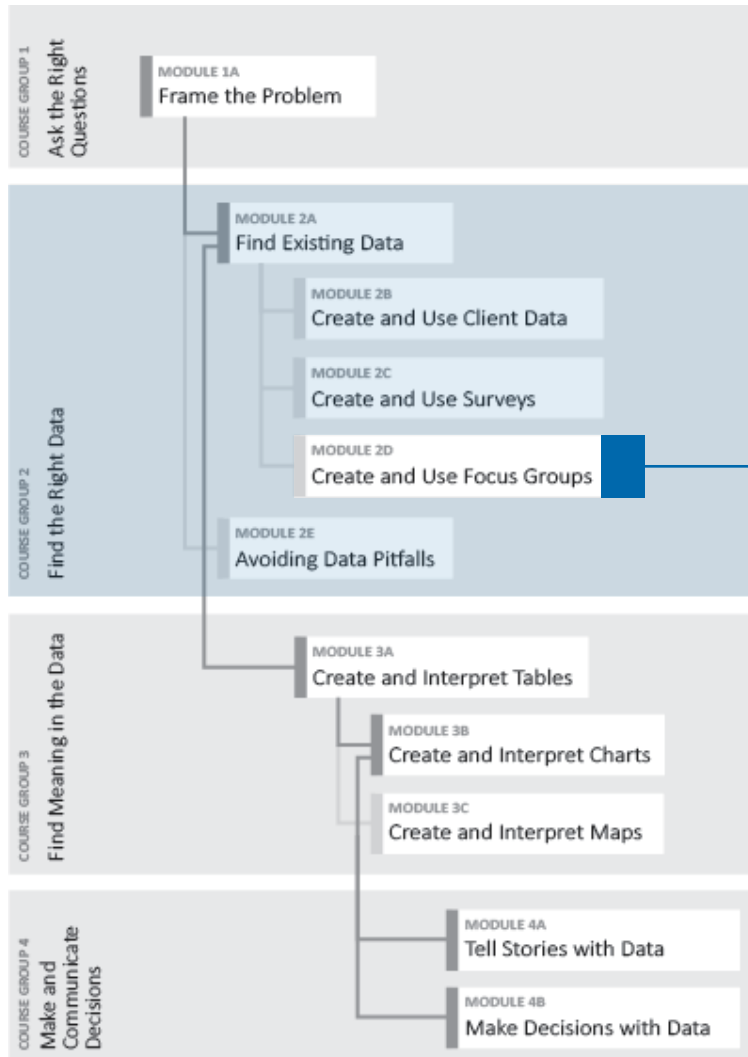 COURSE GROUP 1
Ask the Right
Questions
MODULE 1A
Frame the Problem
COURSE GROUP 2
Find the Right Data
MODULE 2A
Find Existing Data
MODULE 2B
Create and Use Client Data
MODULE 2C
Create and Use Surveys
MODULE 2D
Create and Use Focus Groups
MODULE 2E
Avoiding Data Pitfalls
COURSE GROUP 3
Find Meaning in the Data
MODULE 3A
Create and Interpret Tables
MODULE 3B
Create and Interpret Charts
MODULE 3C
Create and Interpret Maps
COURSE GROUP 4
Make and
Communicate
Decisions
MODULE 4A
Tell Stories with Data
MODULE 4B
Make Decisions with Data